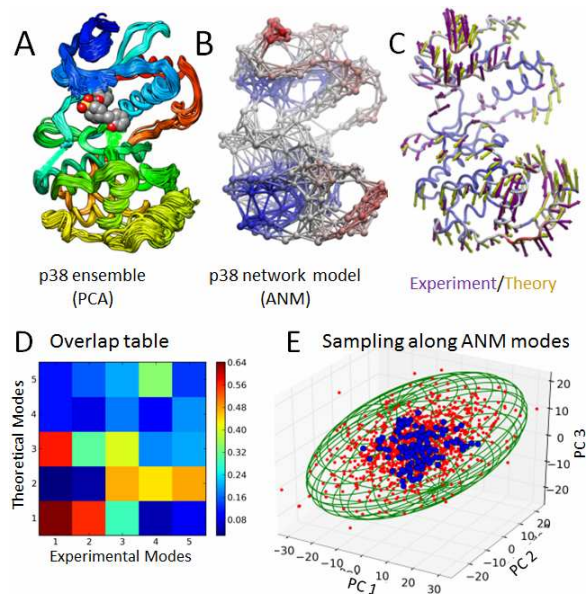 A
B
C
p38 ensemble
(PCA)
p38 network model
(ANM)
Experiment/Theory
D
Overlap table
Theoretical Modes
5
4
3
2
1
1
2
3
4
5
Experimental Modes
0.64
0.56
0.48
0.40
0.32
0.24
0.16
0.08
E
Sampling along ANM modes
20
10
0
-10
-20
PC 3
-30
-20
-10
0
10
20
30
PC 1
-20
-10
0
10
20
PC 2